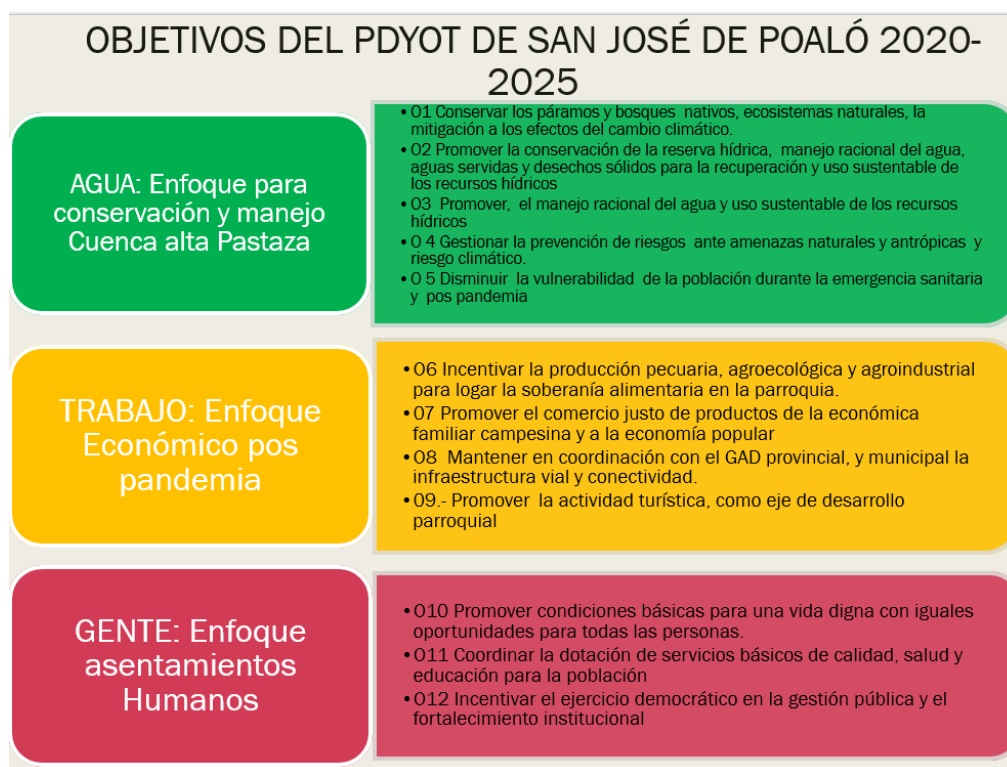 OBJETIVOS DEL PDYOT DE SAN JOSÉ DE POALÓ 2020-
2025
AGUA: Enfoque para
conservación y manejo
Cuenca alta Pastaza
• O1 Conservar los páramos y bosques nativos, ecosistemas naturales, la
mitigación a los efectos del cambio climático.
• O2 Promover la conservación de la reserva hídrica, manejo racional del agua,
aguas servidas y desechos sólidos para la recuperación y uso sustentable de
los recursos hídricos
• O3 Promover, el manejo racional del agua y uso sustentable de los recursos
hídricos
• O 4 Gestionar la prevención de riesgos ante amenazas naturales y antrópicas y
riesgo climático.
• O 5 Disminuir la vulnerabilidad de la población durante la emergencia sanitaria
y pos pandemia
TRABAJO: Enfoque
Económico pos
pandemia
• O6 Incentivar la producción pecuaria, agroecológica y agroindustrial
para logar la soberanía alimentaria en la parroquia.
• O7 Promover el comercio justo de productos de la económica
familiar campesina y a la economía popular
• O8 Mantener en coordinación con el GAD provincial, y municipal la
infraestructura vial y conectividad.
• O9.- Promover la actividad turística, como eje de desarrollo
parroquial
GENTE: Enfoque
asentamientos
Humanos
• O10 Promover condiciones básicas para una vida digna con iguales
oportunidades para todas las personas.
• O11 Coordinar la dotación de servicios básicos de calidad, salud y
educación para la población
• O12 Incentivar el ejercicio democrático en la gestión pública y el
fortalecimiento institucional